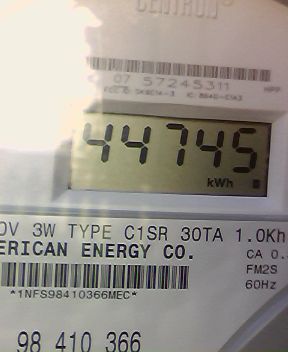 CENTRON
07 57245311 HPP
44745
kWh
0V 3W TYPE C1SR 30TA 1.0Kh
ERICAN ENERGY CO. CA 0.
FM2S
*1NFS98410366MEC* 60Hz
98 410 366